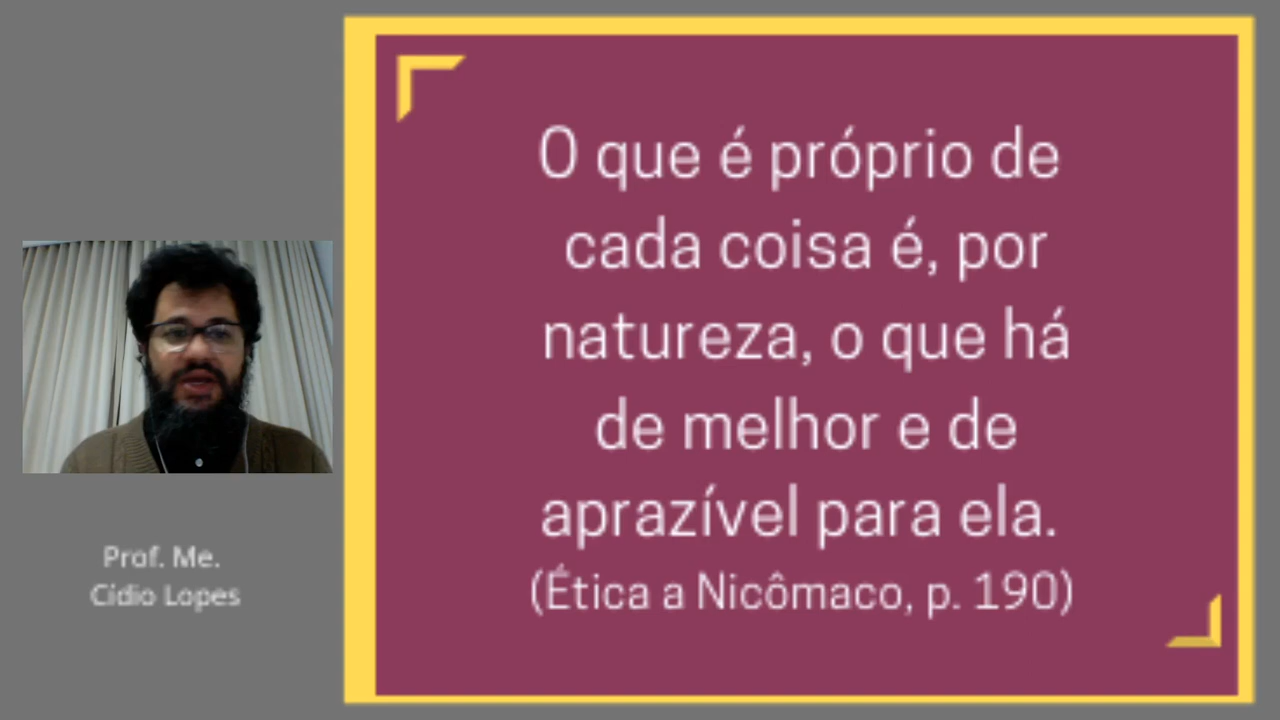 O que é próprio de
cada coisa é, por
natureza, o que há
de melhor e de
aprazível para ela.
(Ética a Nicômaco, p. 190)
Prof. Me.
Cídio Lopes